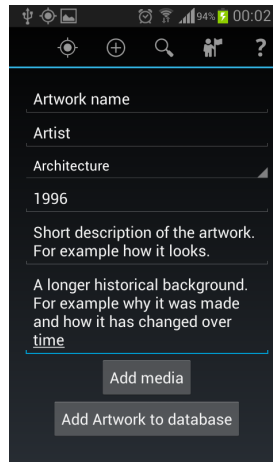 94% 00:02
?
Artwork name
Artist
Architecture
1996
Short description of the artwork.
For example how it looks.
A longer historical background.
For example why it was made
and how it has changed over
time
Add media
Add Artwork to database